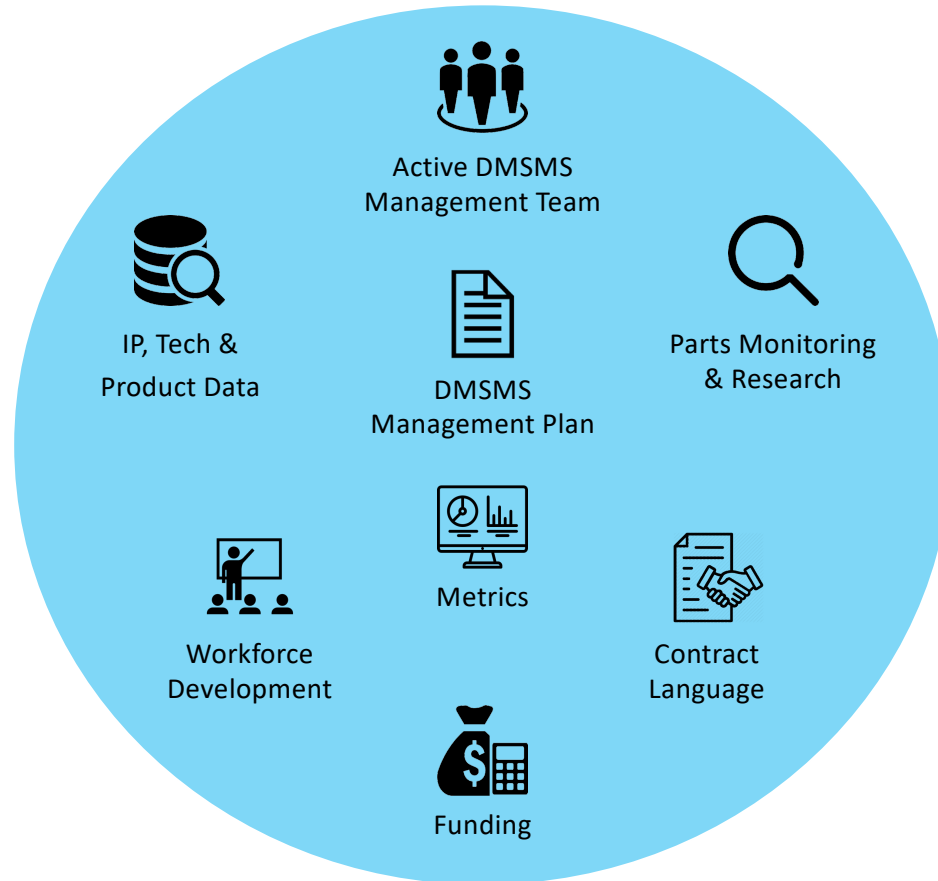 Active DMSMS
Management Team
IP, Tech &
Product Data
DMSMS
Management Plan
Parts Monitoring
& Research
Metrics
Workforce
Development
Contract
Language
$
Funding